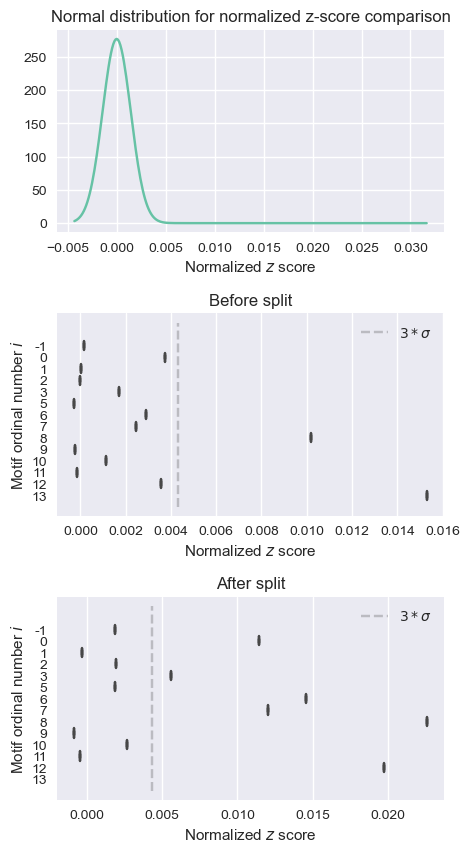 Normal distribution for normalized z-score comparison
250
200
150
100
50
0
−0.005 0.000 0.005 0.010 0.015 0.020 0.025 0.030
Normalized z score
Before split
3 * σ
Motif ordinal number i
-1
0
1
2
3
5
6
7
8
9
10
11
12
13
0.000 0.002 0.004 0.006 0.008 0.010 0.012 0.014 0.016
Normalized z score
After split
3 * σ
Motif ordinal number i
-1
0
1
2
3
5
6
7
8
9
10
11
12
13
0.000 0.005 0.010 0.015 0.020
Normalized z score